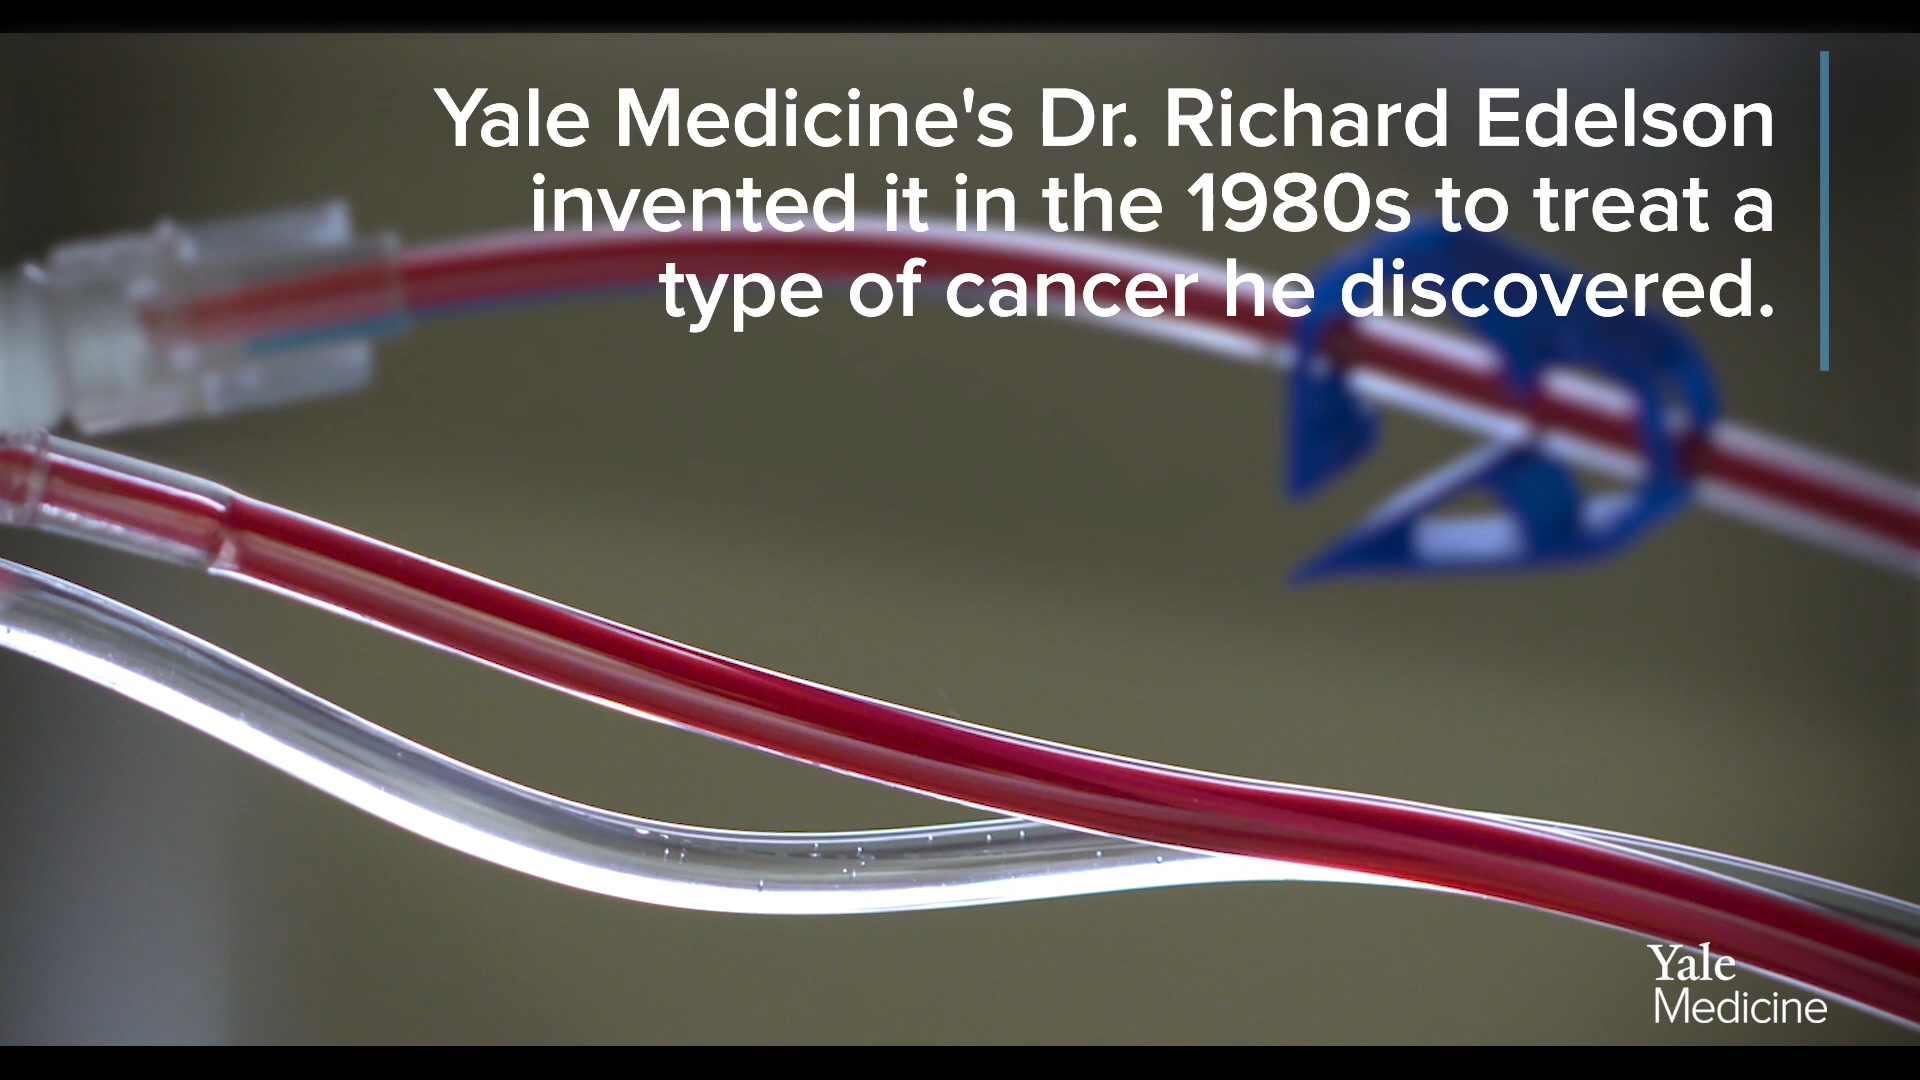 Yale Medicine's Dr. Richard Edelson
invented it in the 1980s to treat a
type of cancer he discovered.
Yale
Medicine